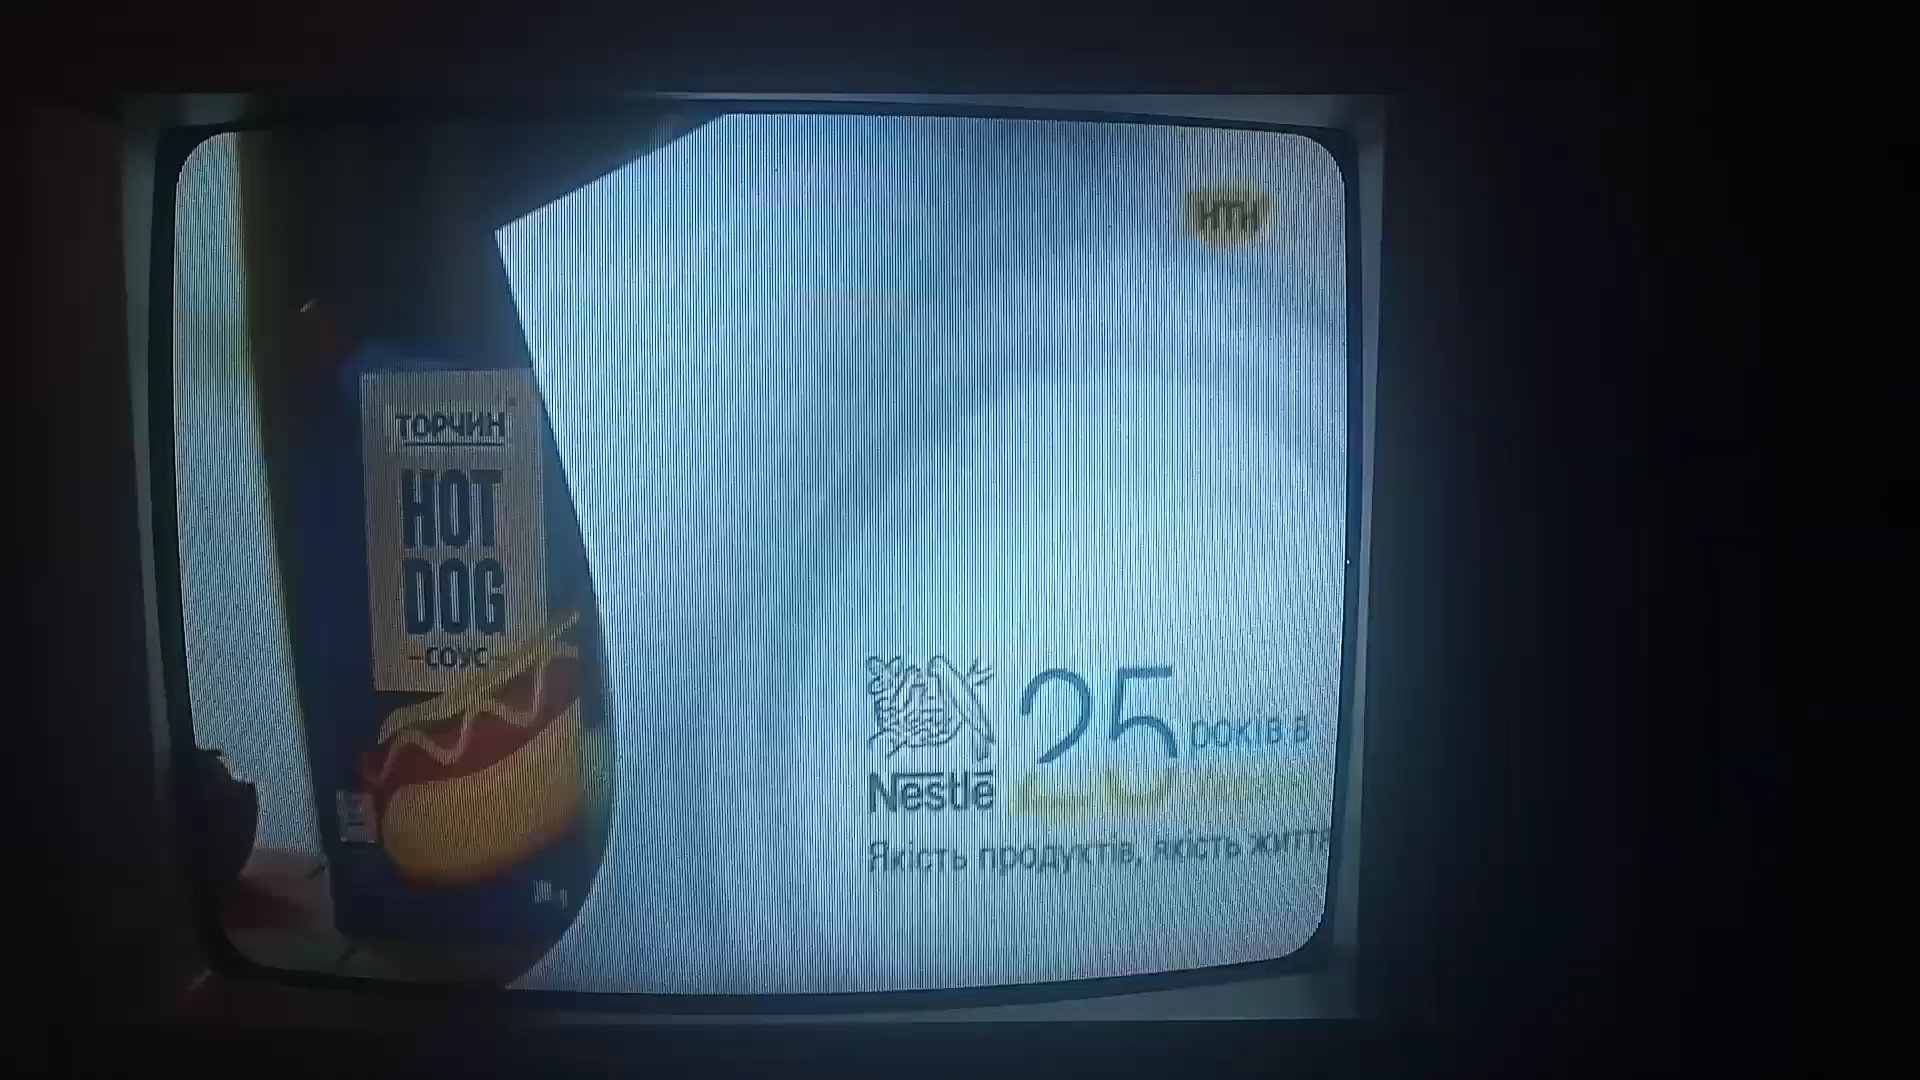 НТН
ТОРЧИН
HOT
DOG
СОУС
Nestlé
25 РОКІВ В
Якість продуктів, якість життя